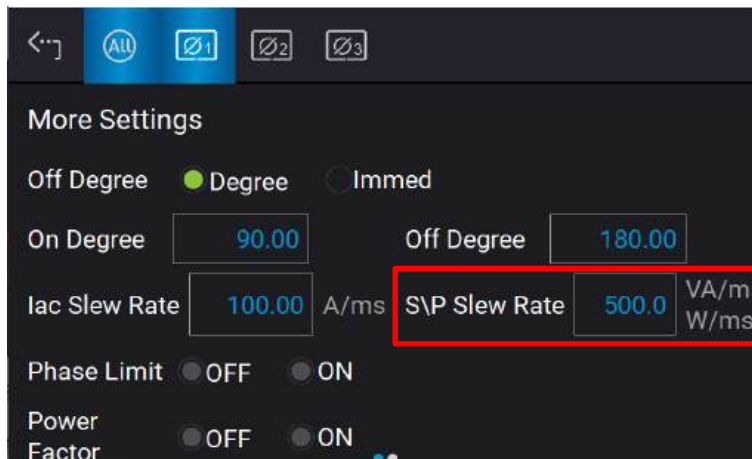 All Ø1 Ø2 Ø3
More Settings
Off Degree Degree Immed
On Degree 90.00 Off Degree 180.00
Iac Slew Rate 100.00 A/ms S\P Slew Rate 500.0 VA/m
W/ms
Phase Limit OFF ON
Power
Factor OFF ON